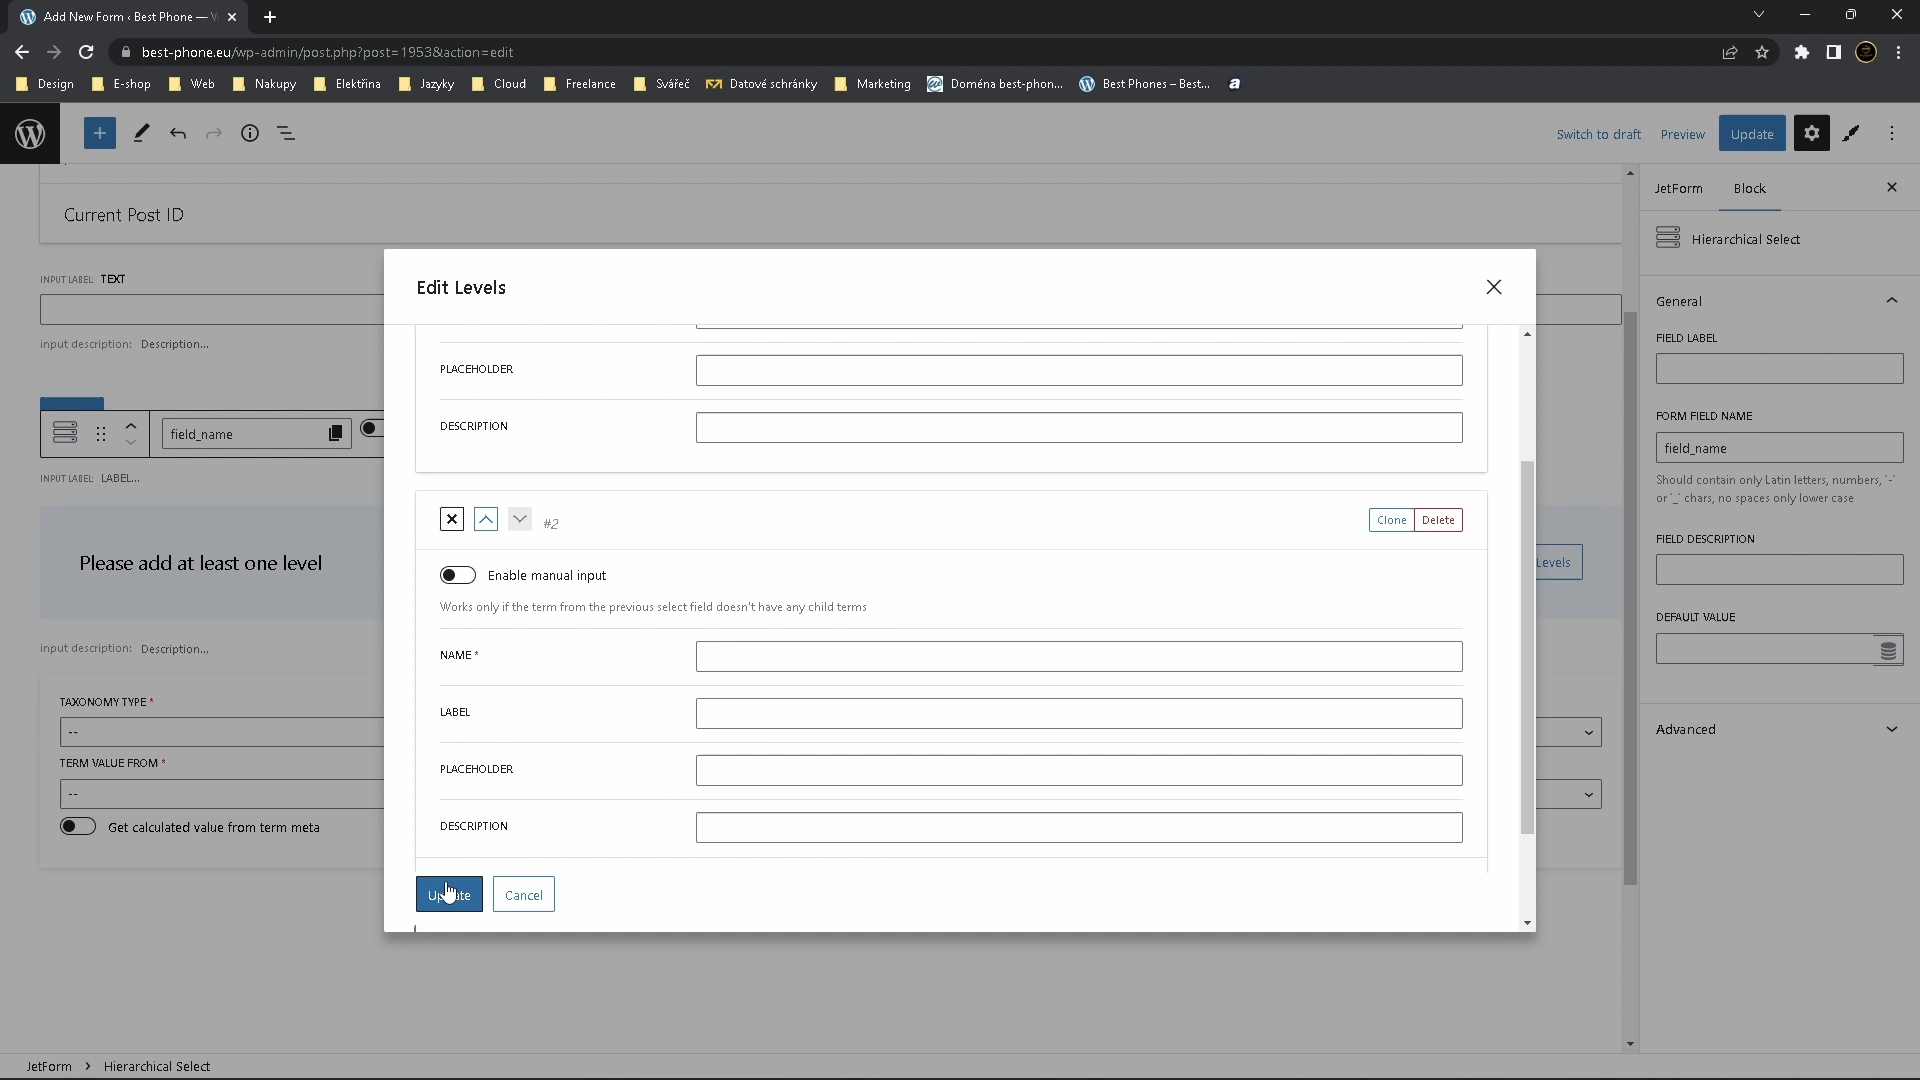 Add New Form ‹ Best Phone — W
best-phone.eu/wp-admin/post.php?post=1953&action=edit
Design E-shop Web Nakupy Elektřina Jazyky Cloud Freelance Svářeč Datové schránky Marketing Doména best-phon... Best Phones – Best...
Switch to draft Preview Update
JetForm Block
Current Post ID
Hierarchical Select
INPUT LABEL: TEXT
Edit Levels
General
input description: Description...
PLACEHOLDER
FIELD LABEL
DESCRIPTION
FORM FIELD NAME
field_name
field_name
INPUT LABEL: LABEL...
Should contain only Latin letters, numbers, `-`
or `_` chars, no spaces only lower case
#2
Clone Delete
FIELD DESCRIPTION
Please add at least one level
Levels
Enable manual input
Works only if the term from the previous select field doesn't have any child terms
DEFAULT VALUE
input description: Description...
NAME *
TAXONOMY TYPE *
--
LABEL
Advanced
TERM VALUE FROM *
--
PLACEHOLDER
Get calculated value from term meta
DESCRIPTION
Update Cancel
JetForm Hierarchical Select